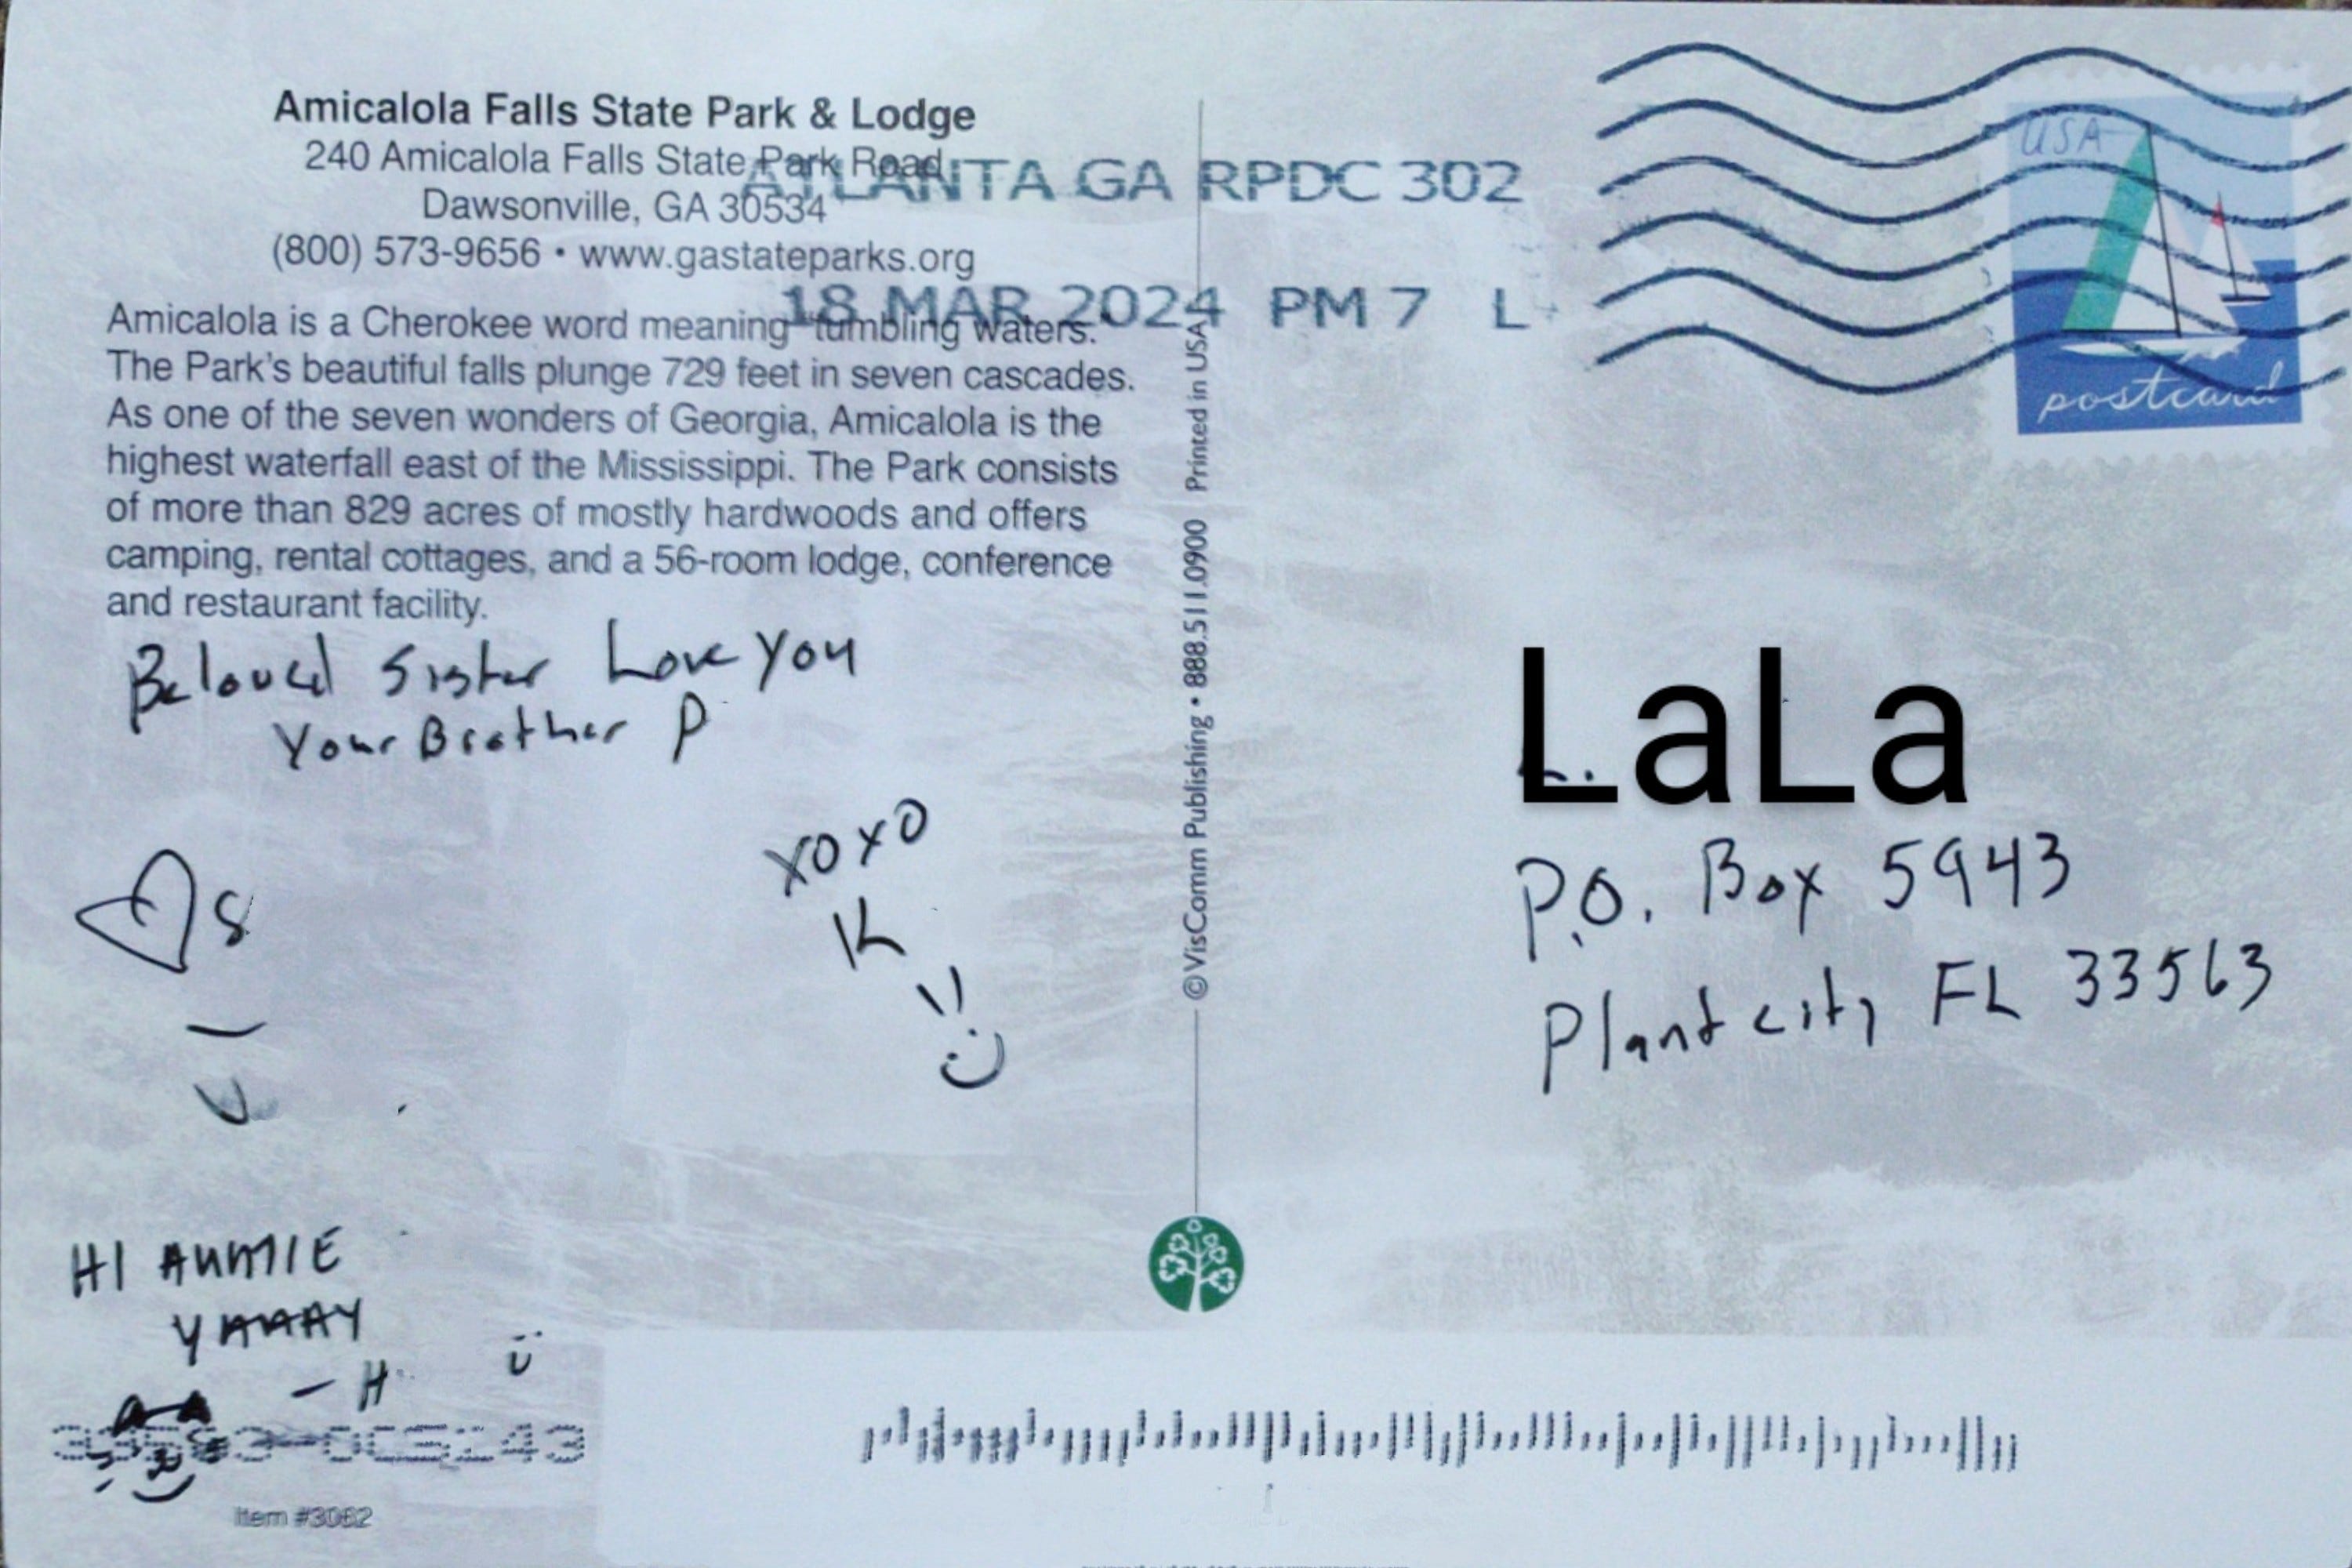 Amicalola Falls State Park & Lodge
240 Amicalola Falls State Park Road
Dawsonville, GA 30534
(800) 573-9656 • www.gastateparks.org
ATLANTA GA RPDC 302
18 MAR 2024 PM 7 L
USA
postcard
Amicalola is a Cherokee word meaning "tumbling waters."
The Park's beautiful falls plunge 729 feet in seven cascades.
As one of the seven wonders of Georgia, Amicalola is the
highest waterfall east of the Mississippi. The Park consists
of more than 829 acres of mostly hardwoods and offers
camping, rental cottages, and a 56-room lodge, conference
and restaurant facility.
Beloved Sister Love You
Your Brother P
S
XOXO
K
HI AUNTIE
YAAAY
- H
©VisComm Publishing • 888.511.0900 Printed in USA
LaLa
P.O. Box 5943
Plant city FL 33563
Item #3062